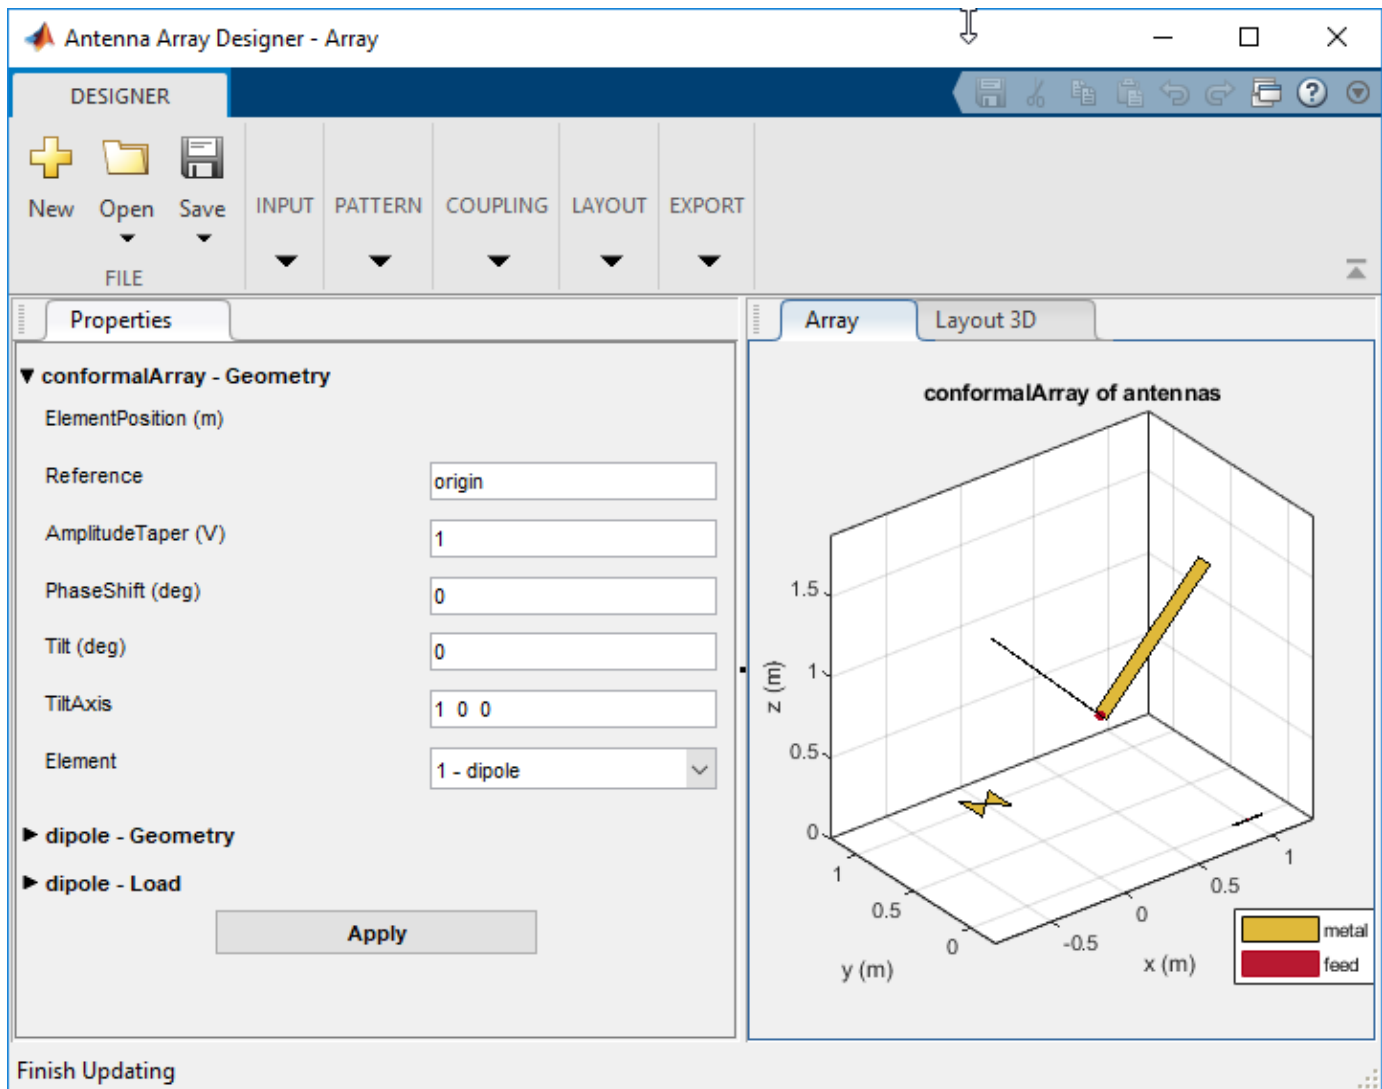 Antenna Array Designer - Array
DESIGNER
New Open Save
FILE
INPUT PATTERN COUPLING LAYOUT EXPORT
Properties
conformalArray - Geometry
ElementPosition (m)
Reference origin
AmplitudeTaper (V) 1
PhaseShift (deg) 0
Tilt (deg) 0
TiltAxis 1 0 0
Element 1 - dipole
dipole - Geometry
dipole - Load
Apply
Array Layout 3D
conformalArray of antennas
1.5
1
0.5
0
z (m)
1
0.5
0
y (m)
-0.5
0
0.5
1
x (m)
metal
feed
Finish Updating